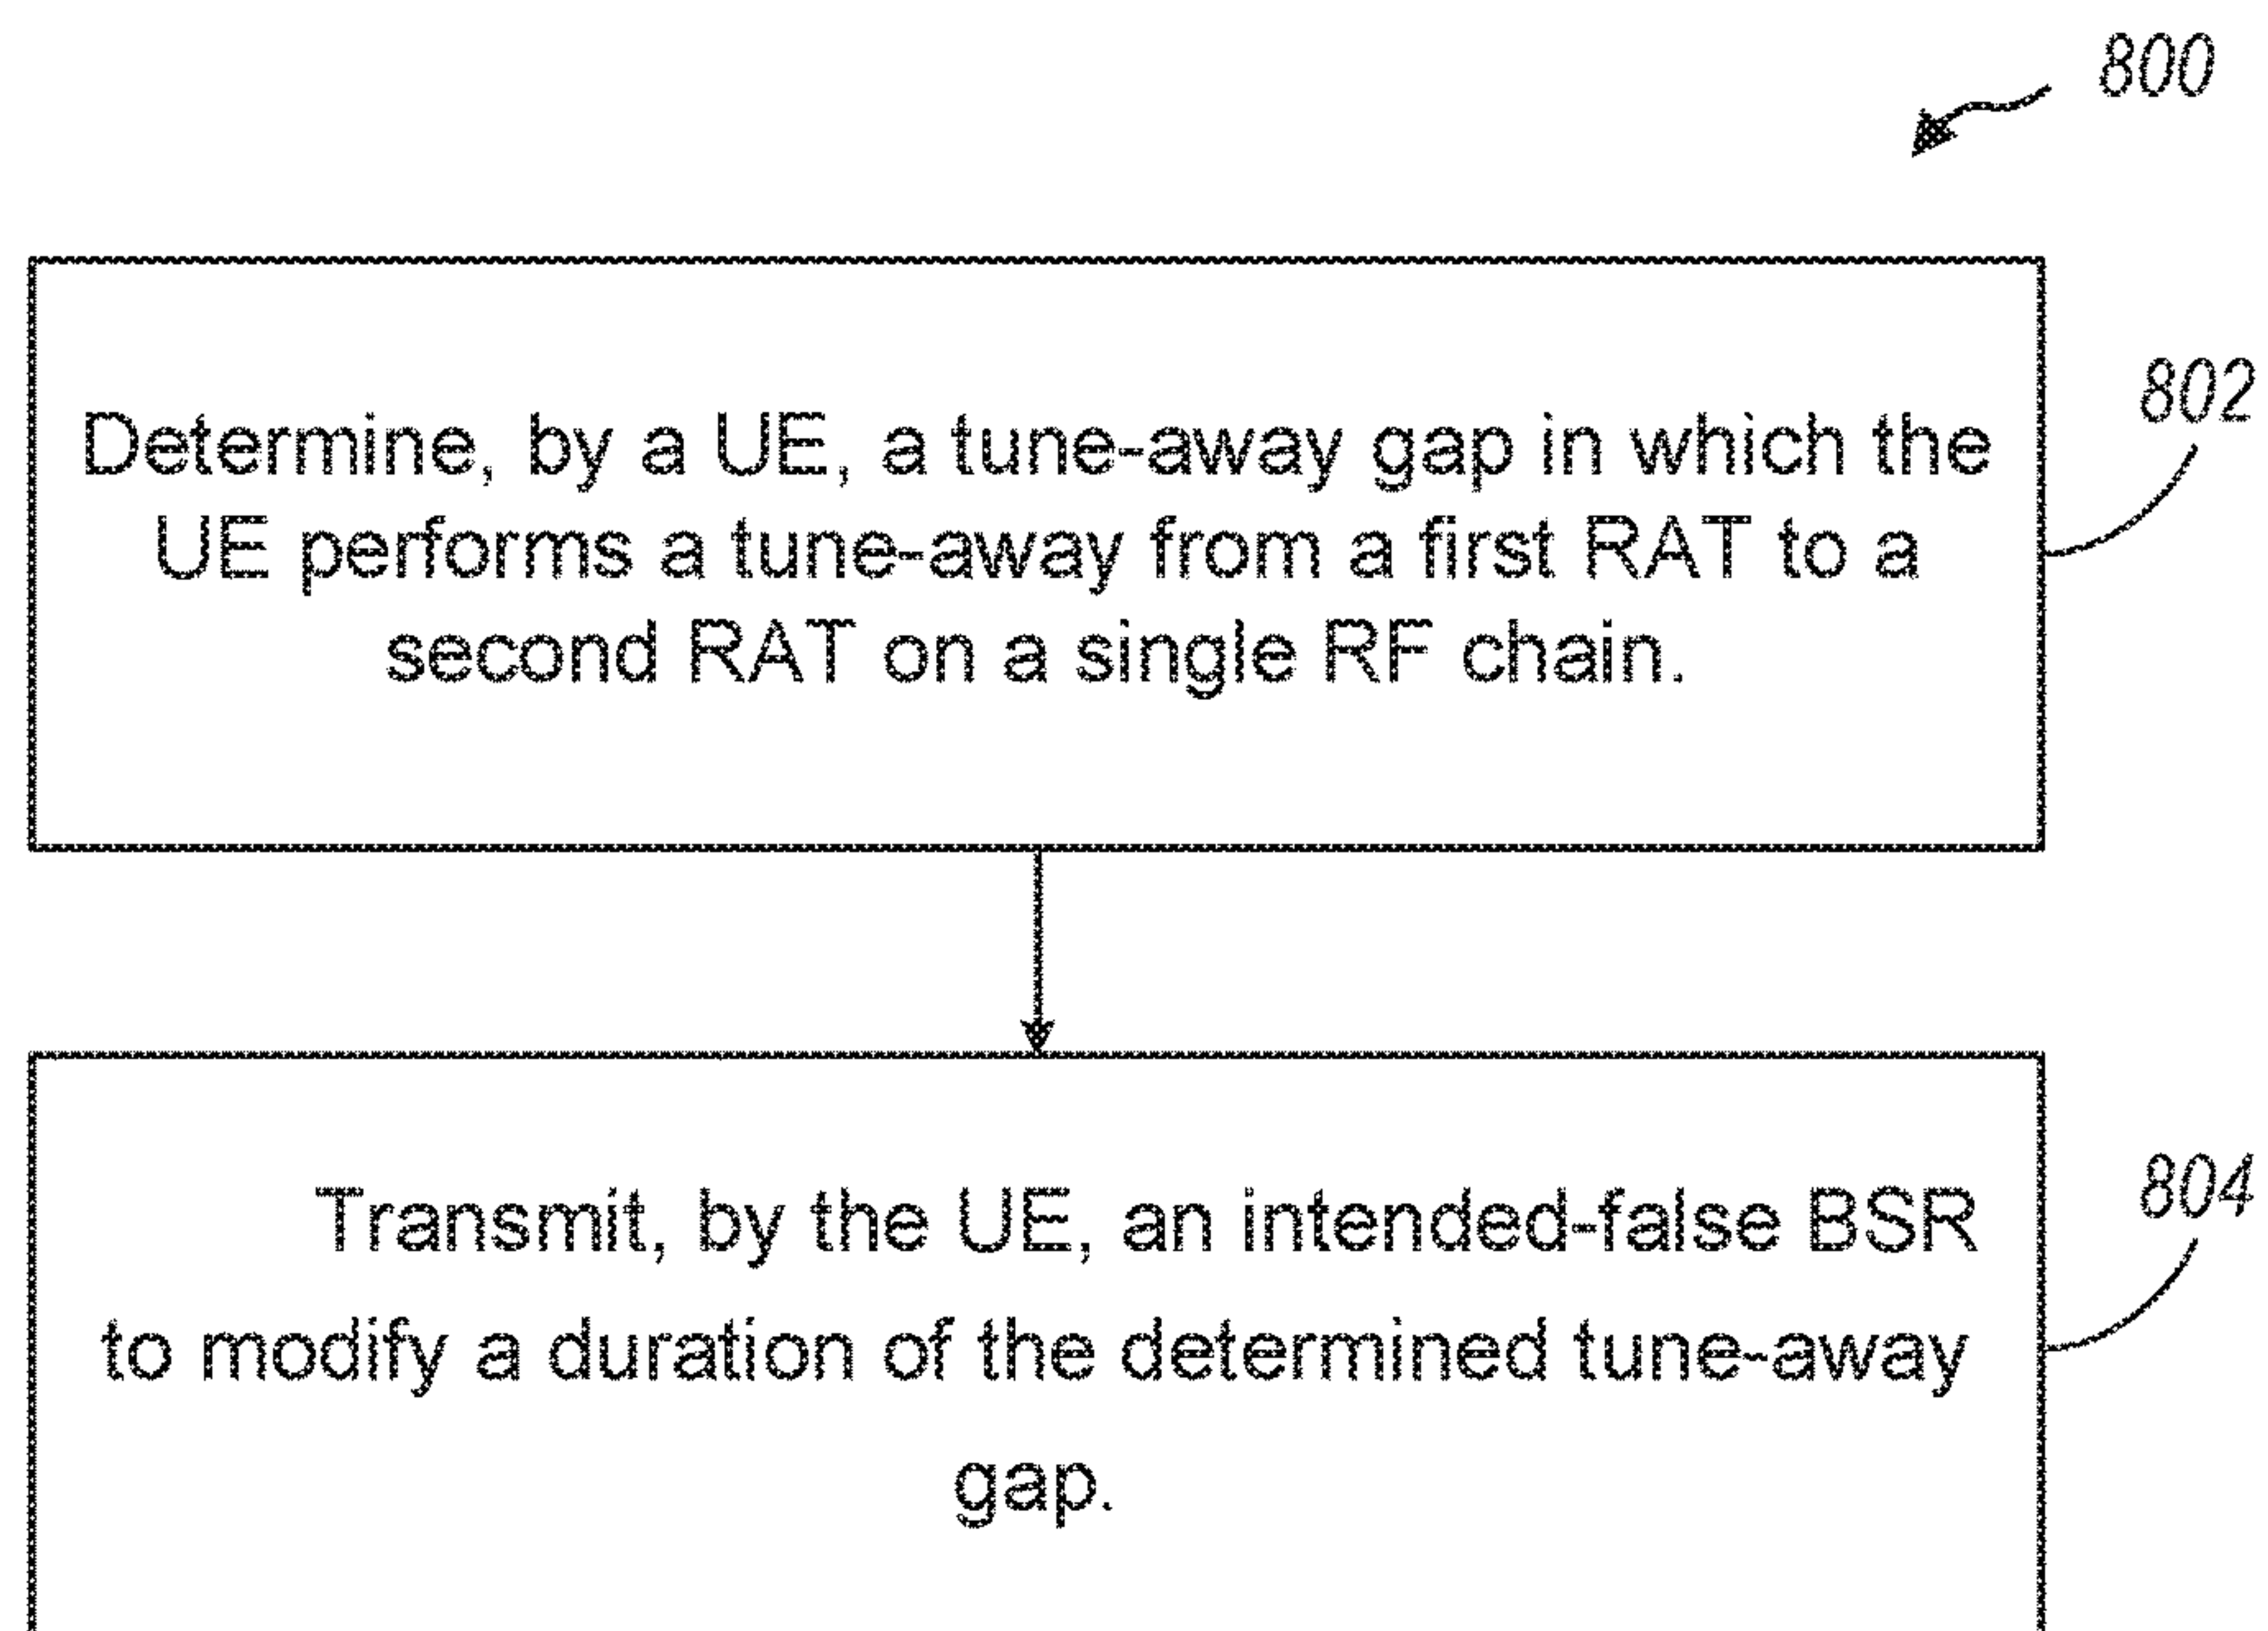 800
802
Determine, by a UE, a tune-away gap in which the
UE performs a tune-away from a first RAT to a
second RAT on a single RF chain.
804
Transmit, by the UE, an intended-false BSR
to modify a duration of the determined tune-away
gap.